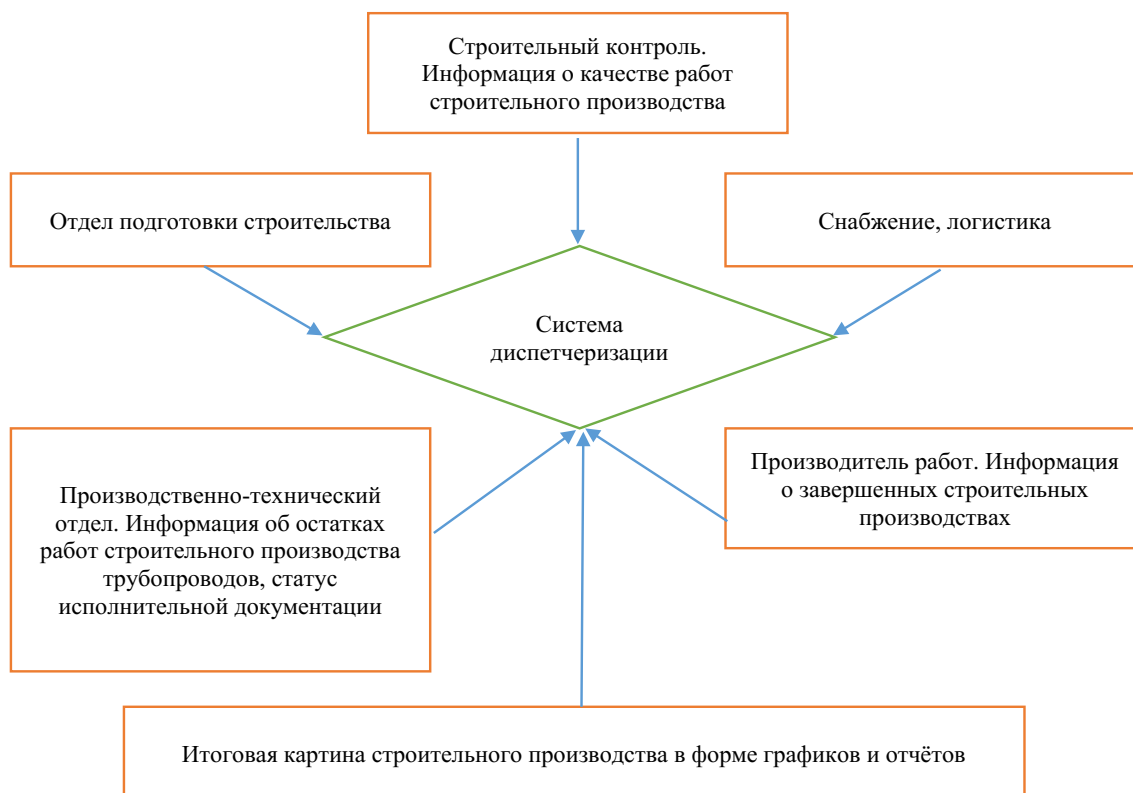 Строительный контроль.
Информация о качестве работ
строительного производства
Отдел подготовки строительства
Снабжение, логистика
Система
диспетчеризации
Производственно-технический
отдел. Информация об остатках
работ строительного производства
трубопроводов, статус
исполнительной документации
Производитель работ. Информация
о завершенных строительных
производствах
Итоговая картина строительного производства в форме графиков и отчётов